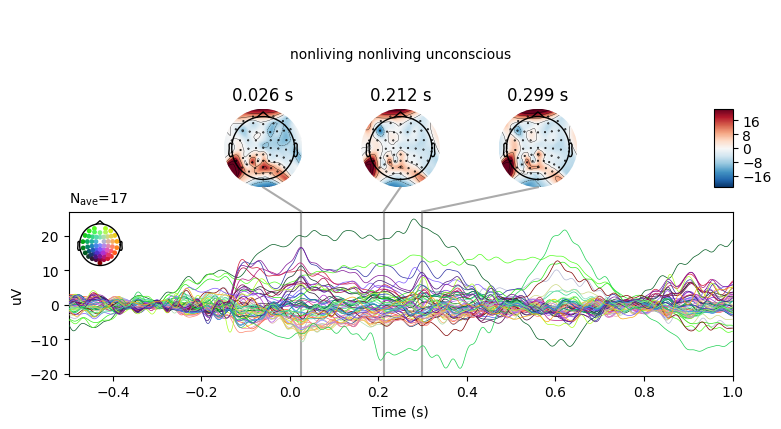 nonliving nonliving unconscious
0.026 s 0.212 s 0.299 s
16
8
0
−8
−16
Nave=17
20
10
0
−10
−20
uV
−0.4 −0.2 0.0 0.2 0.4 0.6 0.8 1.0
Time (s)